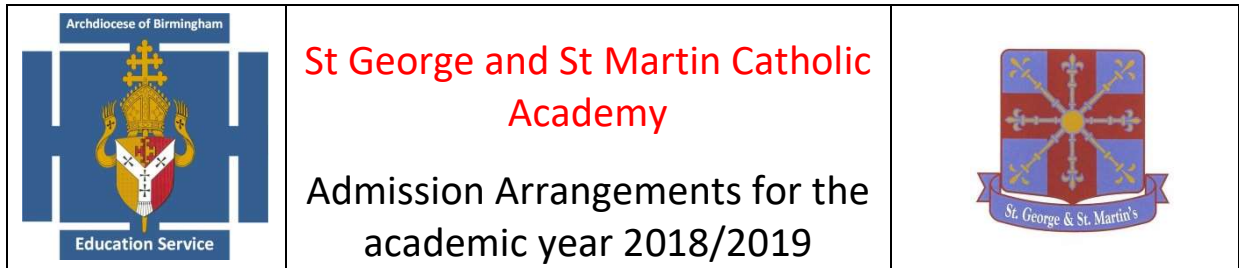 Archdiocese of Birmingham
Education Service
St George and St Martin Catholic
Academy
Admission Arrangements for the
academic year 2018/2019
St. George & St. Martin's